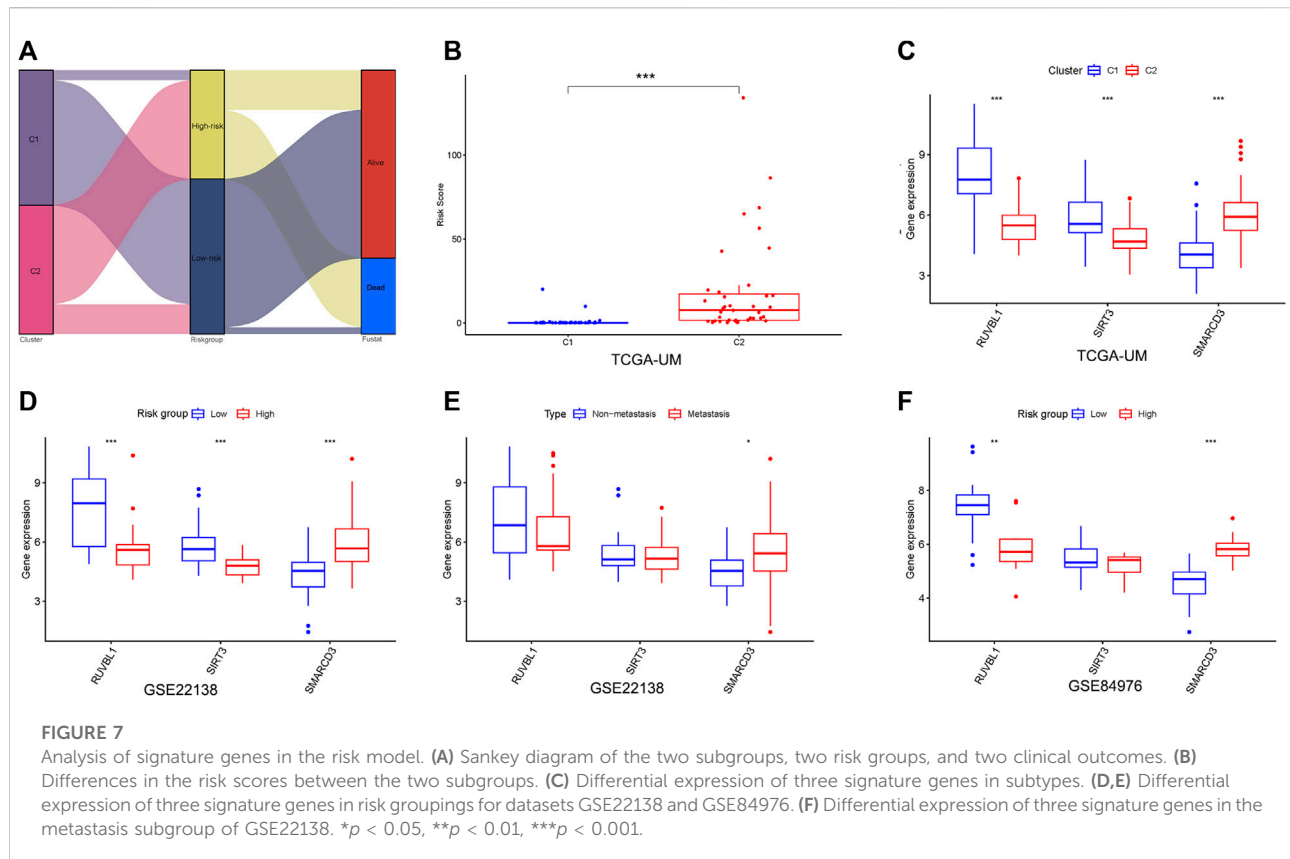 A
C1
C2
High-risk
Low-risk
Alive
Dead
Cluster
Riskgroup
Fustat
B
***
Risk Score
100
50
0
C1
C2
TCGA-UM
C
Cluster C1 C2
*** *** ***
Gene expression
9
6
3
RUVBL1
SIRT3
SMARCD3
TCGA-UM
D
Risk group Low High
*** *** ***
Gene expression
9
6
3
RUVBL1
SIRT3
SMARCD3
GSE22138
E
Type Non-metastasis Metastasis
*
Gene expression
9
6
3
RUVBL1
SIRT3
SMARCD3
GSE22138
F
Risk group Low High
** ***
Gene expression
8
6
4
RUVBL1
SIRT3
SMARCD3
GSE84976
FIGURE 7
Analysis of signature genes in the risk model. (A) Sankey diagram of the two subgroups, two risk groups, and two clinical outcomes. (B)
Differences in the risk scores between the two subgroups. (C) Differential expression of three signature genes in subtypes. (D,E) Differential
expression of three signature genes in risk groupings for datasets GSE22138 and GSE84976. (F) Differential expression of three signature genes in the
metastasis subgroup of GSE22138. *p < 0.05, **p < 0.01, ***p < 0.001.